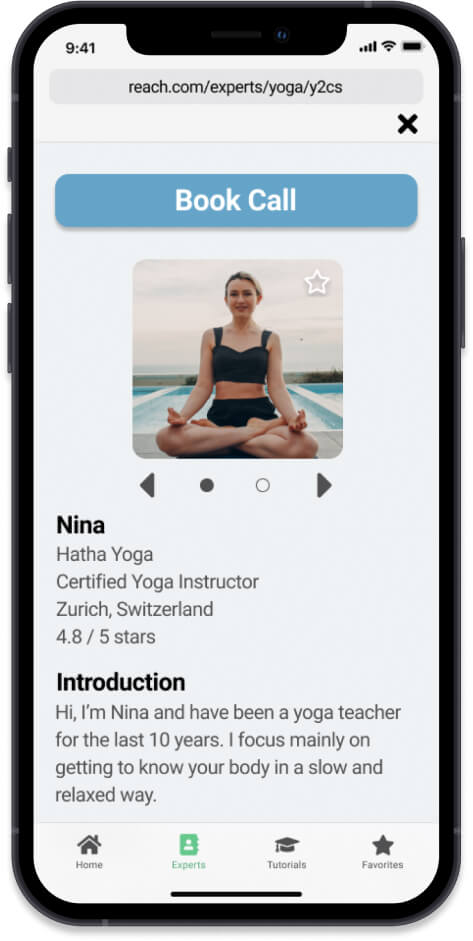 9:41
reach.com/experts/yoga/y2cs
Book Call
Nina
Hatha Yoga
Certified Yoga Instructor
Zurich, Switzerland
4.8 / 5 stars
Introduction
Hi, I’m Nina and have been a yoga teacher
for the last 10 years. I focus mainly on
getting to know your body in a slow and
relaxed way.
Home Experts Tutorials Favorites